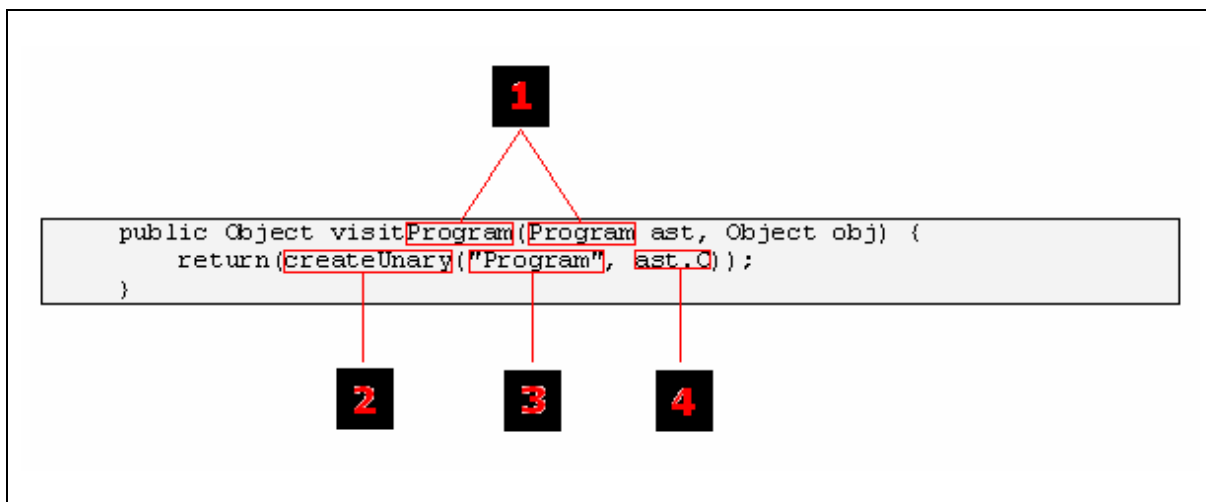 1
public Object visitProgram(Program ast, Object obj) {
return(createUnary("Program", ast.C));
}
2 3 4